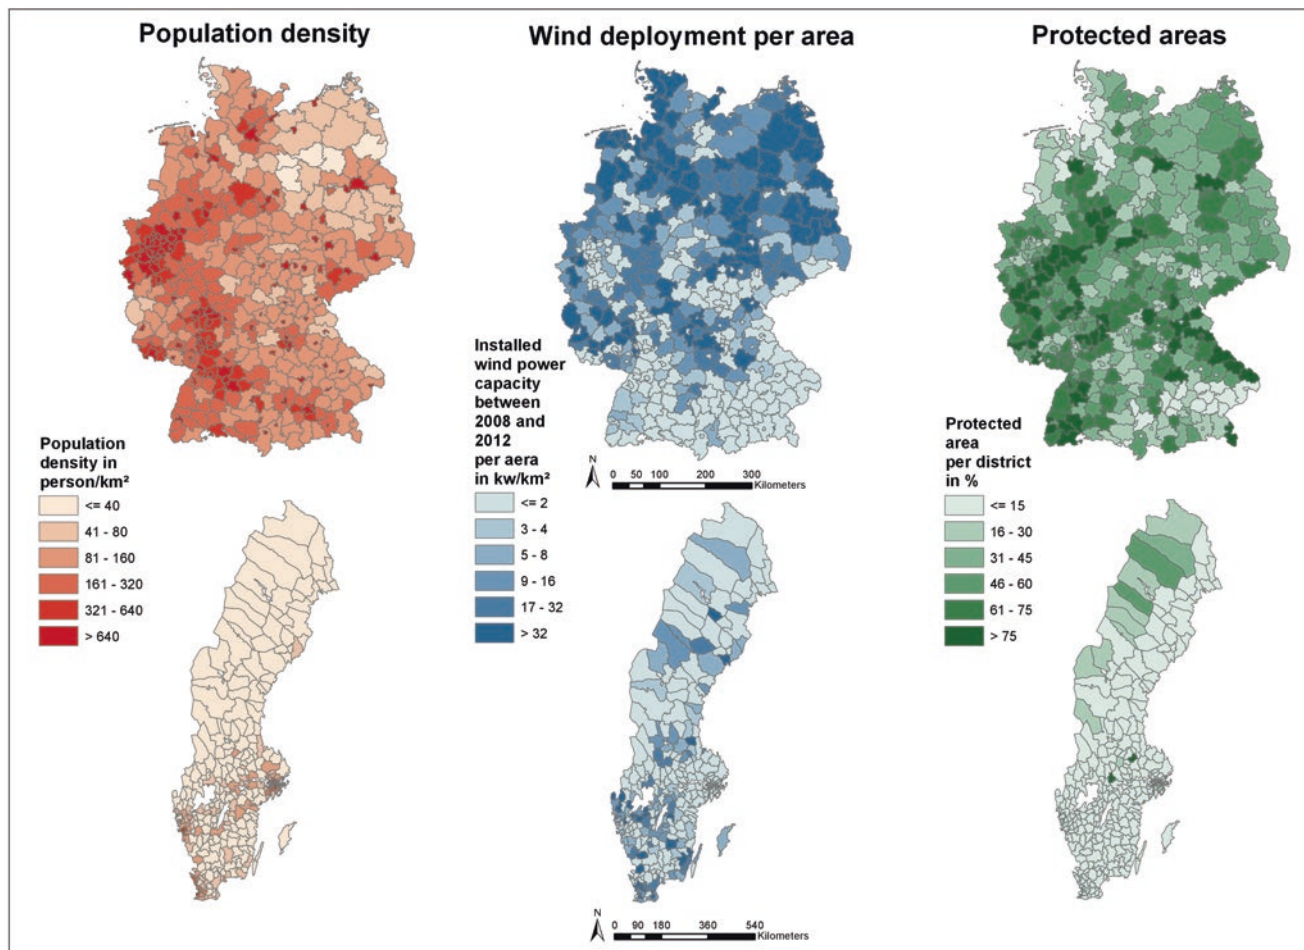 Population density
Wind deployment per area
Protected areas
Population
density in
person/km²
<= 40
41 - 80
81 - 160
161 - 320
321 - 640
> 640
Installed
wind power
capacity
between
2008 and
2012
per aera
in kw/km²
<= 2
3 - 4
5 - 8
9 - 16
17 - 32
> 32
N
0 50 100 200 300
Kilometers
Protected
area
per district
in %
<= 15
16 - 30
31 - 45
46 - 60
61 - 75
> 75
N
0 90 180 360 540
Kilometers